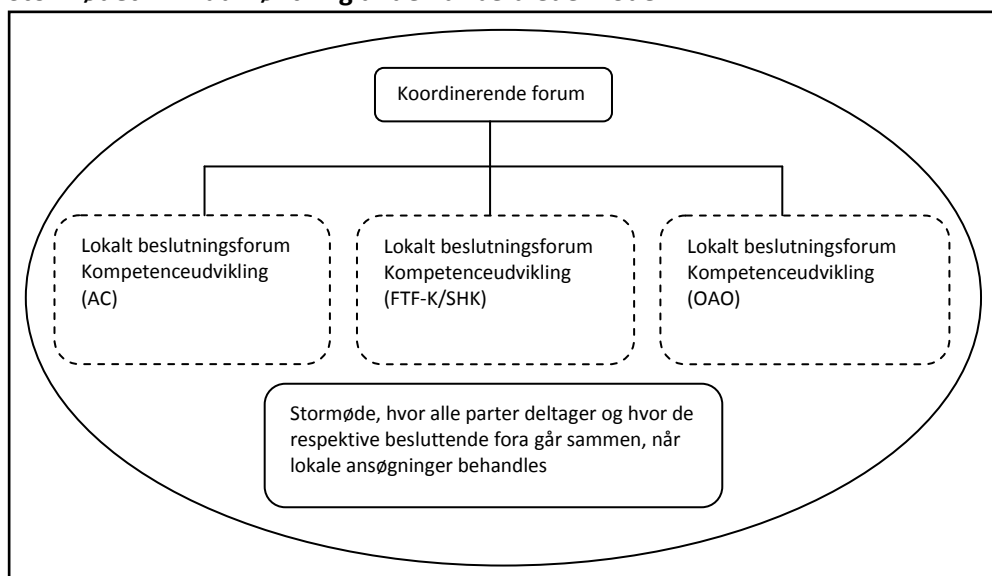 Koordinerende forum
Lokalt beslutningsforum
Kompetenceudvikling
(AC)
Lokalt beslutningsforum
Kompetenceudvikling
(FTF-K/SHK)
Lokalt beslutningsforum
Kompetenceudvikling
(OAO)
Stormøde, hvor alle parter deltager og hvor de
respektive besluttende fora går sammen, når
lokale ansøgninger behandles